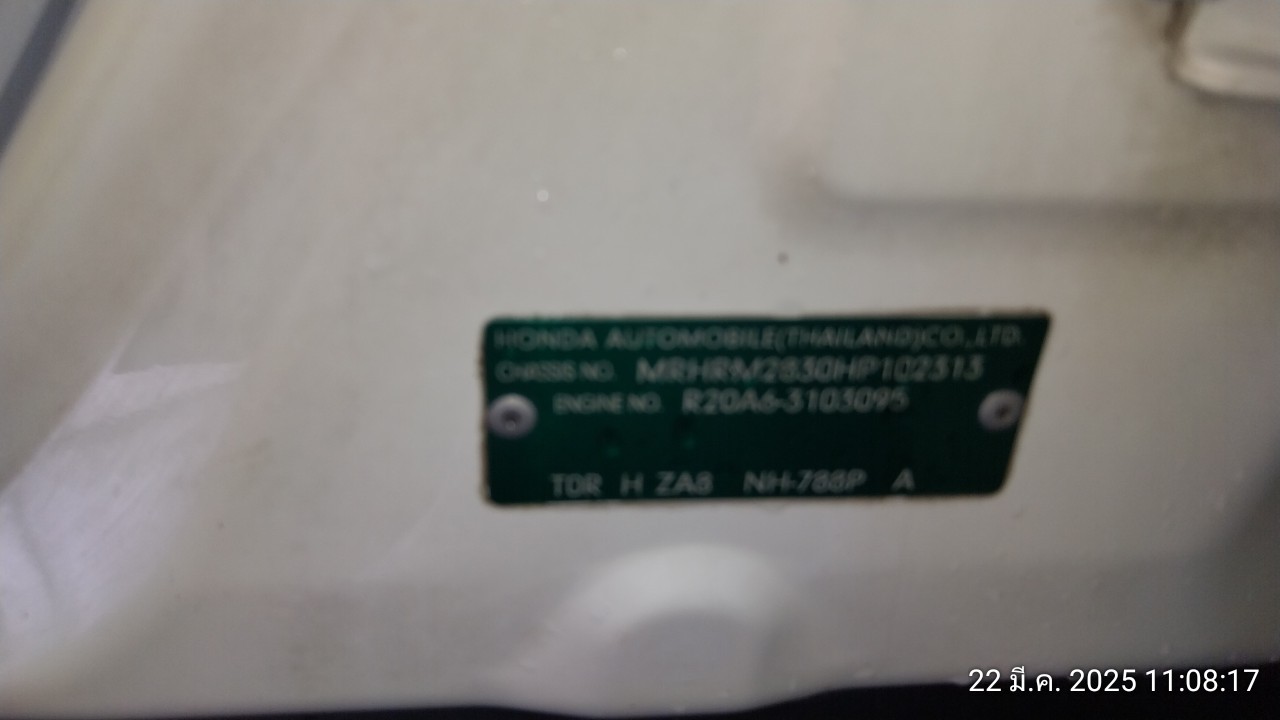 HONDA AUTOMOBILE(THAILAND)CO.,LTD.
CHASSIS NO. MRHRM2830HP102313
ENGINE NO. R20A6-3103095
T0R H ZA8 NH-788P A
22 มี.ค. 2025 11:08:17